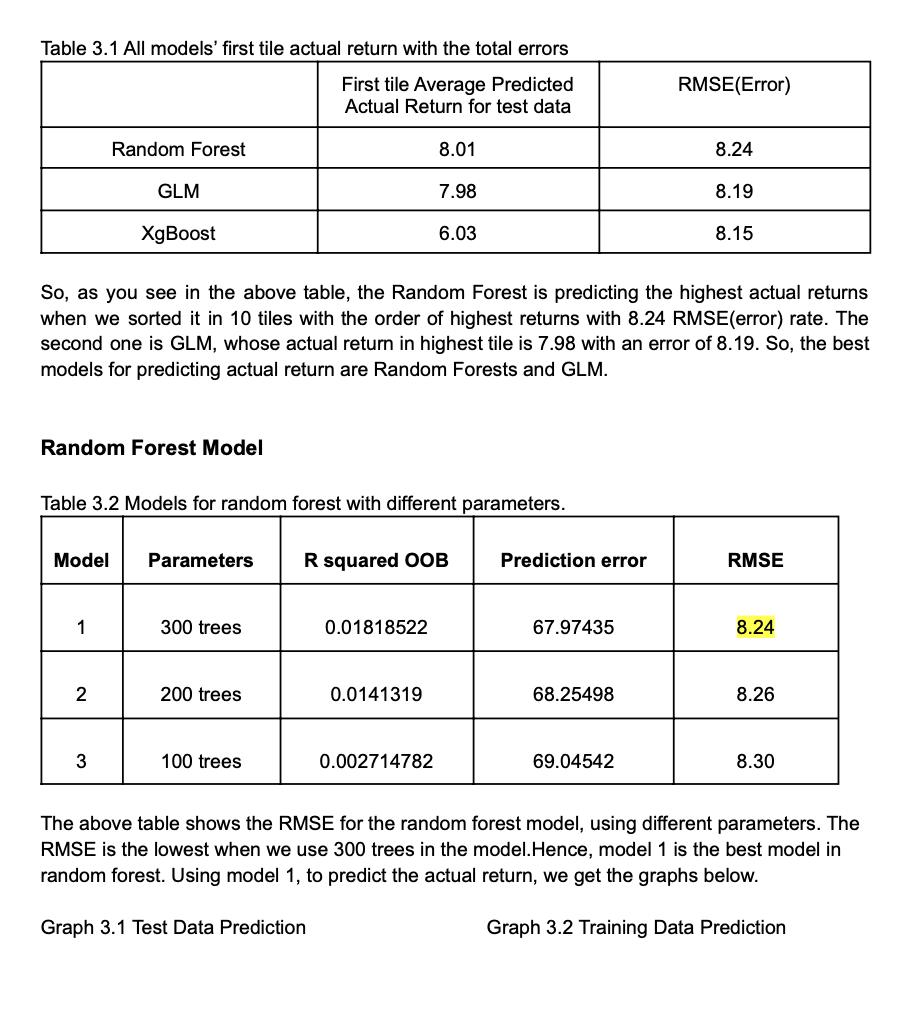 Table 3.1 All models’ first tile actual return with the total errors
First tile Average Predicted
Actual Return for test data
RMSE(Error)
Random Forest 8.01 8.24
GLM 7.98 8.19
XgBoost 6.03 8.15
So, as you see in the above table, the Random Forest is predicting the highest actual returns
when we sorted it in 10 tiles with the order of highest returns with 8.24 RMSE(error) rate. The
second one is GLM, whose actual return in highest tile is 7.98 with an error of 8.19. So, the best
models for predicting actual return are Random Forests and GLM.
Random Forest Model
Table 3.2 Models for random forest with different parameters.
Model Parameters R squared OOB Prediction error RMSE
1 300 trees 0.01818522 67.97435 8.24
2 200 trees 0.0141319 68.25498 8.26
3 100 trees 0.002714782 69.04542 8.30
The above table shows the RMSE for the random forest model, using different parameters. The
RMSE is the lowest when we use 300 trees in the model.Hence, model 1 is the best model in
random forest. Using model 1, to predict the actual return, we get the graphs below.
Graph 3.1 Test Data Prediction Graph 3.2 Training Data Prediction